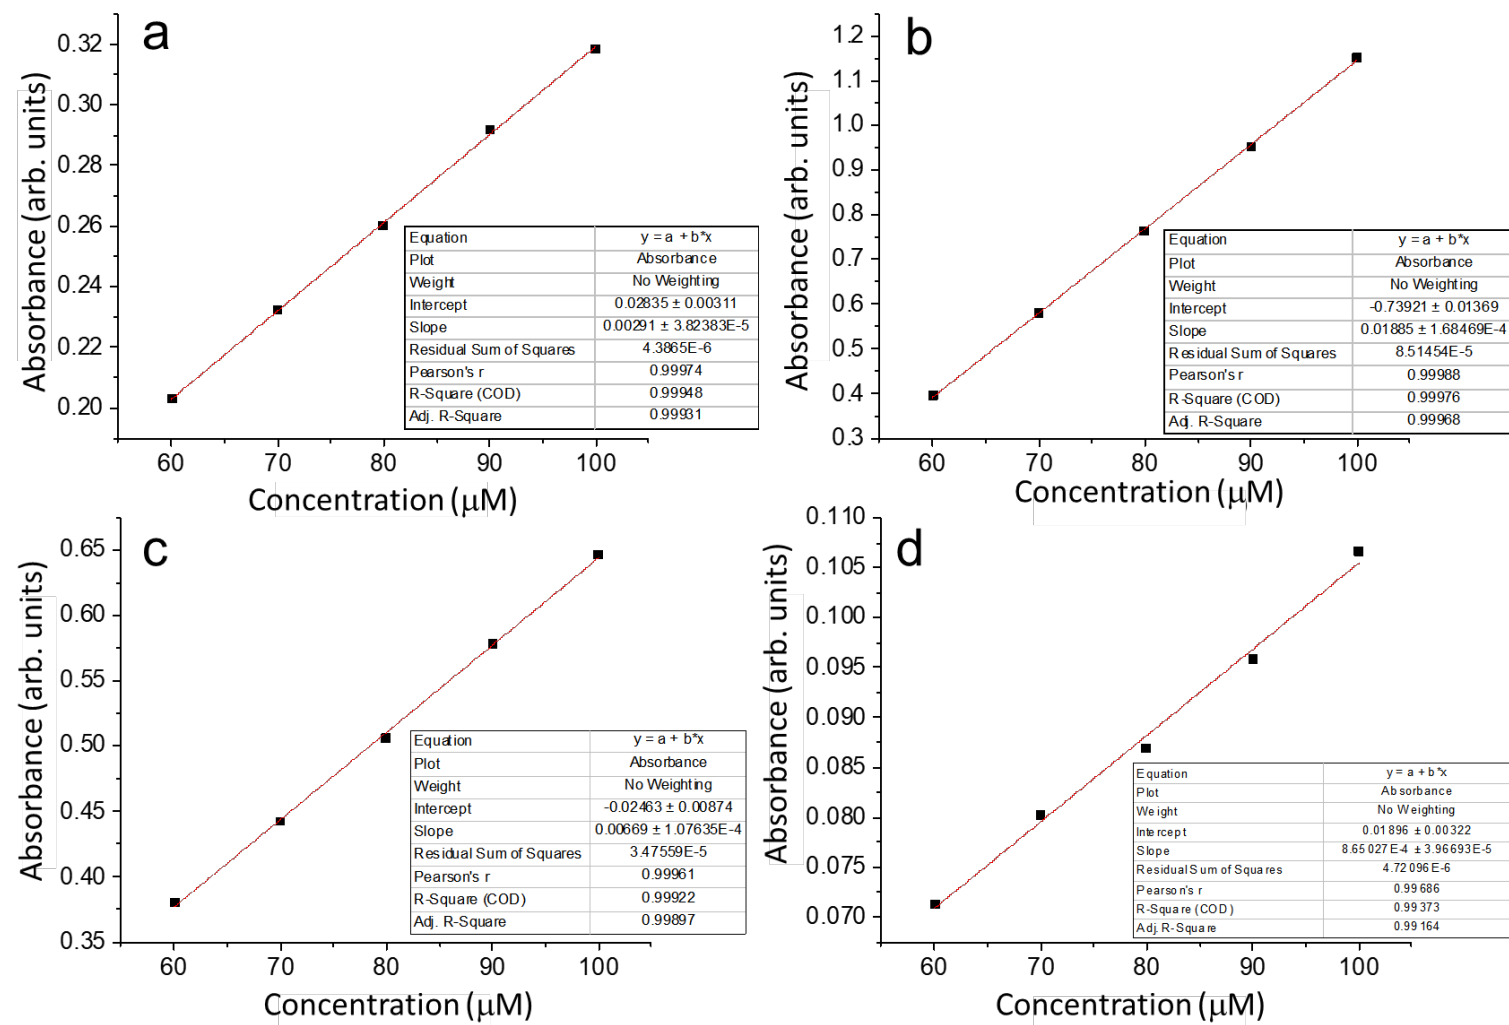 a
Absorbance (arb. units)
0.32
0.30
0.28
0.26
0.24
0.22
0.20
60 70 80 90 100
Concentration (μM)
Equation y = a + b*x
Plot Absorbance
Weight No Weighting
Intercept 0.02835 ± 0.00311
Slope 0.00291 ± 3.82383E-5
Residual Sum of Squares 4.3865E-6
Pearson's r 0.99974
R-Square (COD) 0.99948
Adj. R-Square 0.99931
b
Absorbance (arb. units)
1.2
1.1
1.0
0.9
0.8
0.7
0.6
0.5
0.4
0.3
60 70 80 90 100
Concentration (μM)
Equation y = a + b*x
Plot Absorbance
Weight No Weighting
Intercept -0.73921 ± 0.01369
Slope 0.01885 ± 1.68469E-4
Residual Sum of Squares 8.51454E-5
Pearson's r 0.99988
R-Square (COD) 0.99976
Adj. R-Square 0.99968
c
Absorbance (arb. units)
0.65
0.60
0.55
0.50
0.45
0.40
0.35
60 70 80 90 100
Concentration (μM)
Equation y = a + b*x
Plot Absorbance
Weight No Weighting
Intercept -0.02463 ± 0.00874
Slope 0.00669 ± 1.07635E-4
Residual Sum of Squares 3.47559E-5
Pearson's r 0.99961
R-Square (COD) 0.99922
Adj. R-Square 0.99897
d
Absorbance (arb. units)
0.110
0.105
0.100
0.095
0.090
0.085
0.080
0.075
0.070
60 70 80 90 100
Concentration (μM)
Equation y = a + b*x
Plot Absorbance
Weight No Weighting
Intercept 0.01896 ± 0.00322
Slope 8.65027E-4 ± 3.96693E-5
Residual Sum of Squares 4.72096E-6
Pearson's r 0.99686
R-Square (COD) 0.99373
Adj. R-Square 0.99164